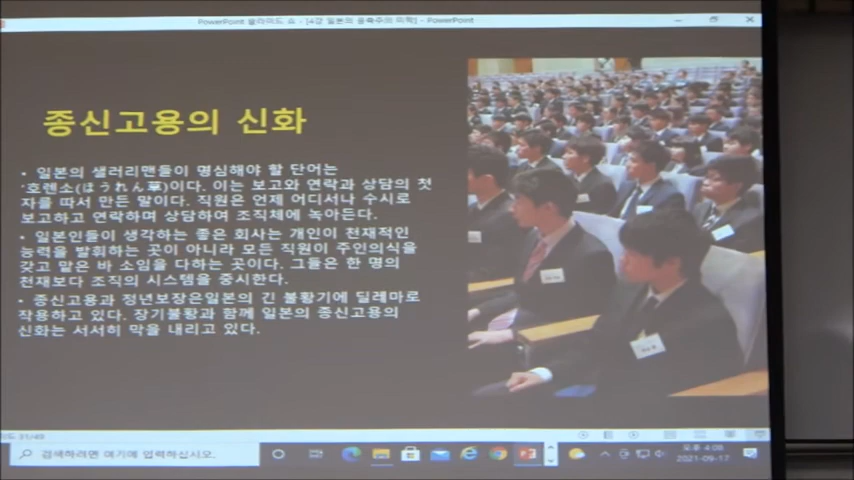 PowerPoint 슬라이드 쇼 - [4강 일본의 응축주의 미학] - PowerPoint
종신고용의 신화
• 일본의 샐러리맨들이 명심해야 할 단어는
'호렌소(ほうれん草)이다. 이는 보고와 연락과 상담의 첫
자를 따서 만든 말이다. 직원은 언제 어디서나 수시로
보고하고 연락하며 상담하여 조직체에 녹아든다.
• 일본인들이 생각하는 좋은 회사는 개인이 천재적인
능력을 발휘하는 곳이 아니라 모든 직원이 주인의식을
갖고 맡은 바 소임을 다하는 곳이다. 그들은 한 명의
천재보다 조직의 시스템을 중시한다.
• 종신고용과 정년보장은일본의 긴 불황기에 딜레마로
작용하고 있다. 장기불황과 함께 일본의 종신고용의
신화는 서서히 막을 내리고 있다.
31/49
검색하려면 여기에 입력하십시오.
오후 4:08
2021-09-17